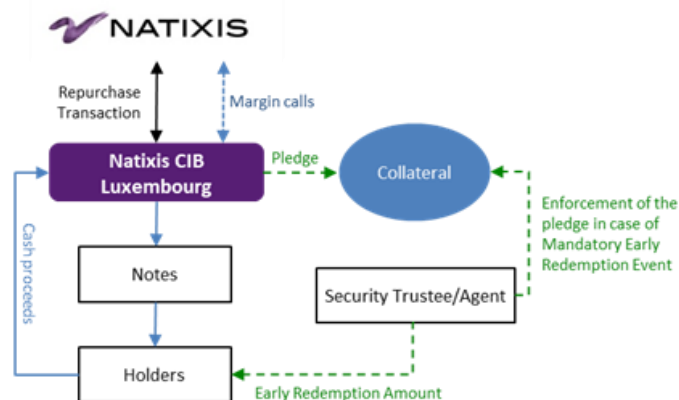 NATIXIS
Repurchase
Transaction
Margin calls
Natixis CIB
Luxembourg
Pledge
Collateral
Cash proceeds
Enforcement of the
pledge in case of
Mandatory Early
Redemption Event
Notes
Security Trustee/Agent
Holders
Early Redemption Amount